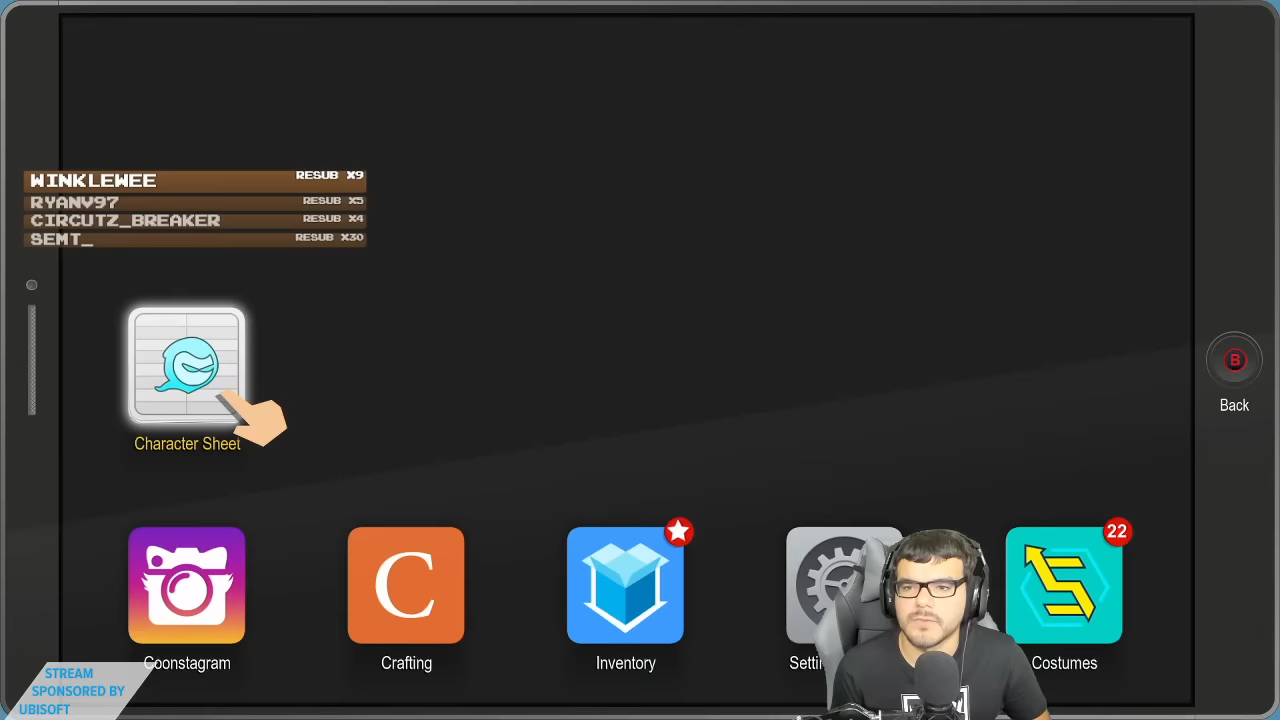 WINKLEWEE RESUB X9
RYANV97 RESUB X5
CIRCUTZ_BREAKER RESUB X4
SEMT_ RESUB X30
B
Back
Character Sheet
22
C
Coonstagram
Crafting
Inventory
Costumes
STREAM
SPONSORED BY
UBISOFT